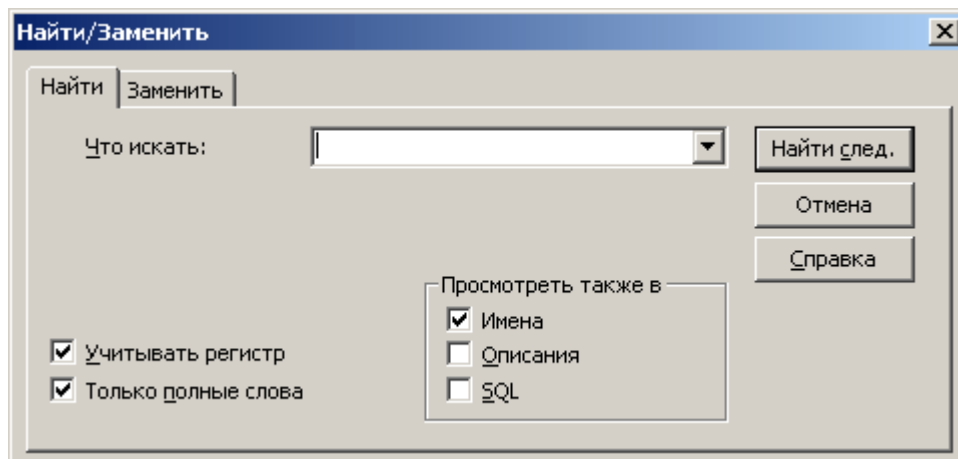 Найти/Заменить
Найти
Заменить
Что искать:
Найти след.
Отмена
Справка
Просмотреть также в
Имена
Учитывать регистр
Описания
Только полные слова
SQL